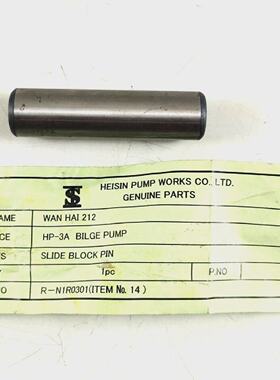 HEISIN PUMP WORKS CO., LTD.
GENUINE PARTS
AME WAN HAI 212
CE HP-3A BILGE PUMP
S SLIDE BLOCK PIN
Y 1pc P.NO
O R-N1R0301(ITEM No. 14)